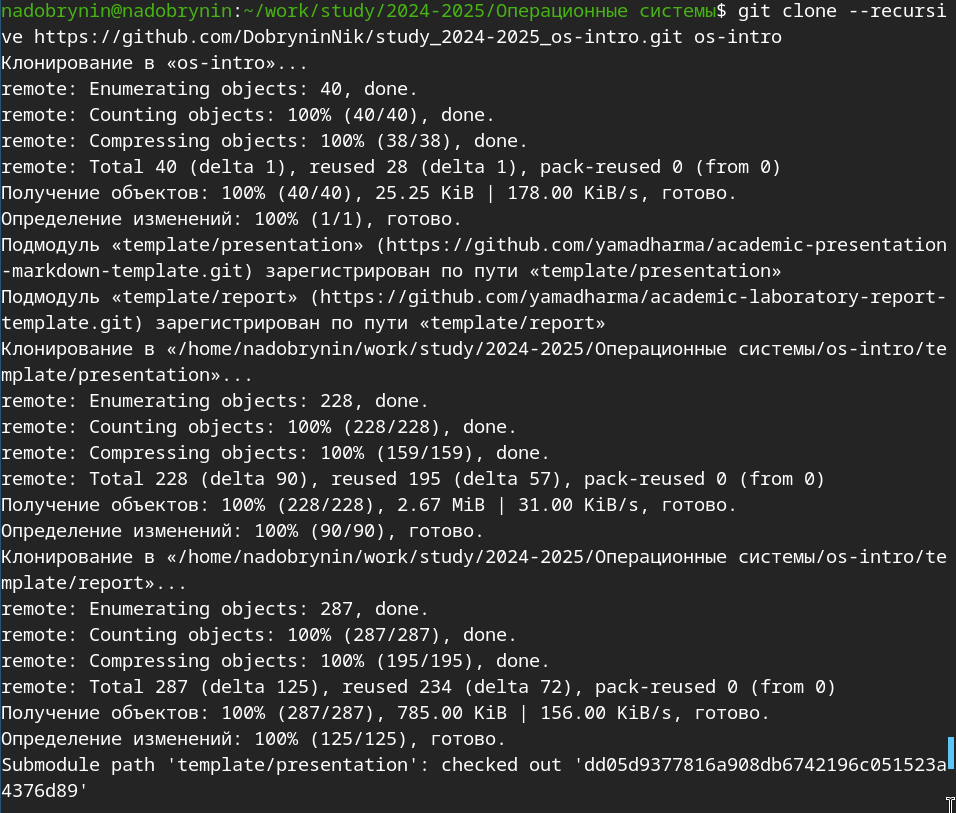 nadobrynin@nadobrynin:~/work/study/2024-2025/Операционные системы$ git clone --recursi
ve https://github.com/DobryninNik/study_2024-2025_os-intro.git os-intro
Клонирование в «os-intro»...
remote: Enumerating objects: 40, done.
remote: Counting objects: 100% (40/40), done.
remote: Compressing objects: 100% (38/38), done.
remote: Total 40 (delta 1), reused 28 (delta 1), pack-reused 0 (from 0)
Получение объектов: 100% (40/40), 25.25 KiB | 178.00 KiB/s, готово.
Определение изменений: 100% (1/1), готово.
Подмодуль «template/presentation» (https://github.com/yamadharma/academic-presentation
-markdown-template.git) зарегистрирован по пути «template/presentation»
Подмодуль «template/report» (https://github.com/yamadharma/academic-laboratory-report-
template.git) зарегистрирован по пути «template/report»
Клонирование в «/home/nadobrynin/work/study/2024-2025/Операционные системы/os-intro/te
mplate/presentation»...
remote: Enumerating objects: 228, done.
remote: Counting objects: 100% (228/228), done.
remote: Compressing objects: 100% (159/159), done.
remote: Total 228 (delta 90), reused 195 (delta 57), pack-reused 0 (from 0)
Получение объектов: 100% (228/228), 2.67 MiB | 31.00 KiB/s, готово.
Определение изменений: 100% (90/90), готово.
Клонирование в «/home/nadobrynin/work/study/2024-2025/Операционные системы/os-intro/te
mplate/report»...
remote: Enumerating objects: 287, done.
remote: Counting objects: 100% (287/287), done.
remote: Compressing objects: 100% (195/195), done.
remote: Total 287 (delta 125), reused 234 (delta 72), pack-reused 0 (from 0)
Получение объектов: 100% (287/287), 785.00 KiB | 156.00 KiB/s, готово.
Определение изменений: 100% (125/125), готово.
Submodule path 'template/presentation': checked out 'dd05d9377816a908db6742196c051523a
4376d89'